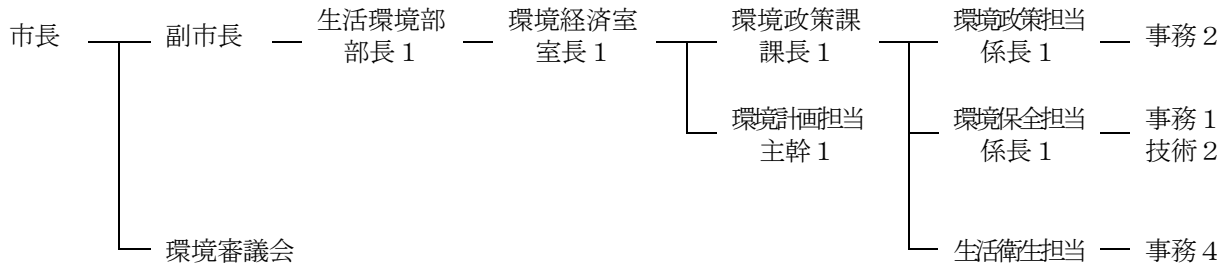 市長
副市長
生活環境部
部長1
環境経済室
室長1
環境政策課
課長1
環境政策担当
係長1
事務2
環境計画担当
主幹1
環境保全担当
係長1
事務1
技術2
環境審議会
生活衛生担当
事務4